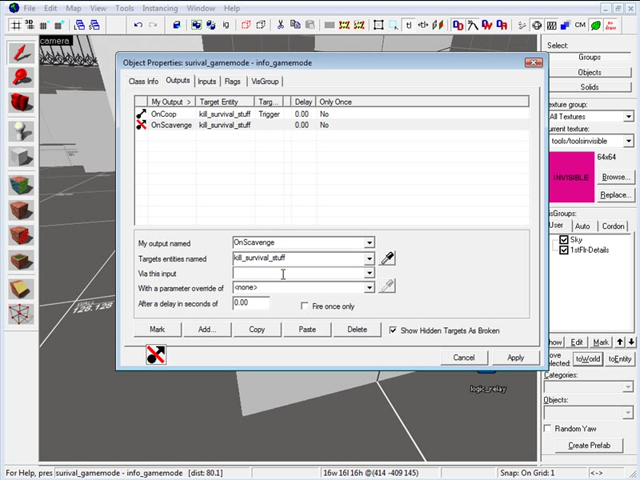 File Edit Map View Tools Instancing Window Help
camera
Object Properties: surival_gamemode - info_gamemode
Class Info Outputs Inputs Flags VisGroup
My Output > Target Entity Targ... Delay Only Once
OnCoop kill_survival_stuff Trigger 0.00 No
OnScavenge kill_survival_stuff 0.00 No
My output named OnScavenge
Targets entities named kill_survival_stuff
Via this input
With a parameter override of <none>
After a delay in seconds of 0.00 Fire once only
Mark Add... Copy Paste Delete Show Hidden Targets As Broken
Cancel Apply
128.128
logic_relay
Select:
Groups
Objects
Solids
Texture group:
All Textures
Current texture:
tools/toolsinvisible
INVISIBLE
64x64
Browse...
Replace...
VisGroups:
User Auto Cordon
Sky
1stFlr-Details
Show Edit Mark
Move
Selected: toWorld toEntity
Categories:
Objects:
Random Yaw
Create Prefab
For Help, pres surival_gamemode - info_gamemode [dist: 80.1] 16w 16l 16h @(414 -409 145) Snap: On Grid: 1